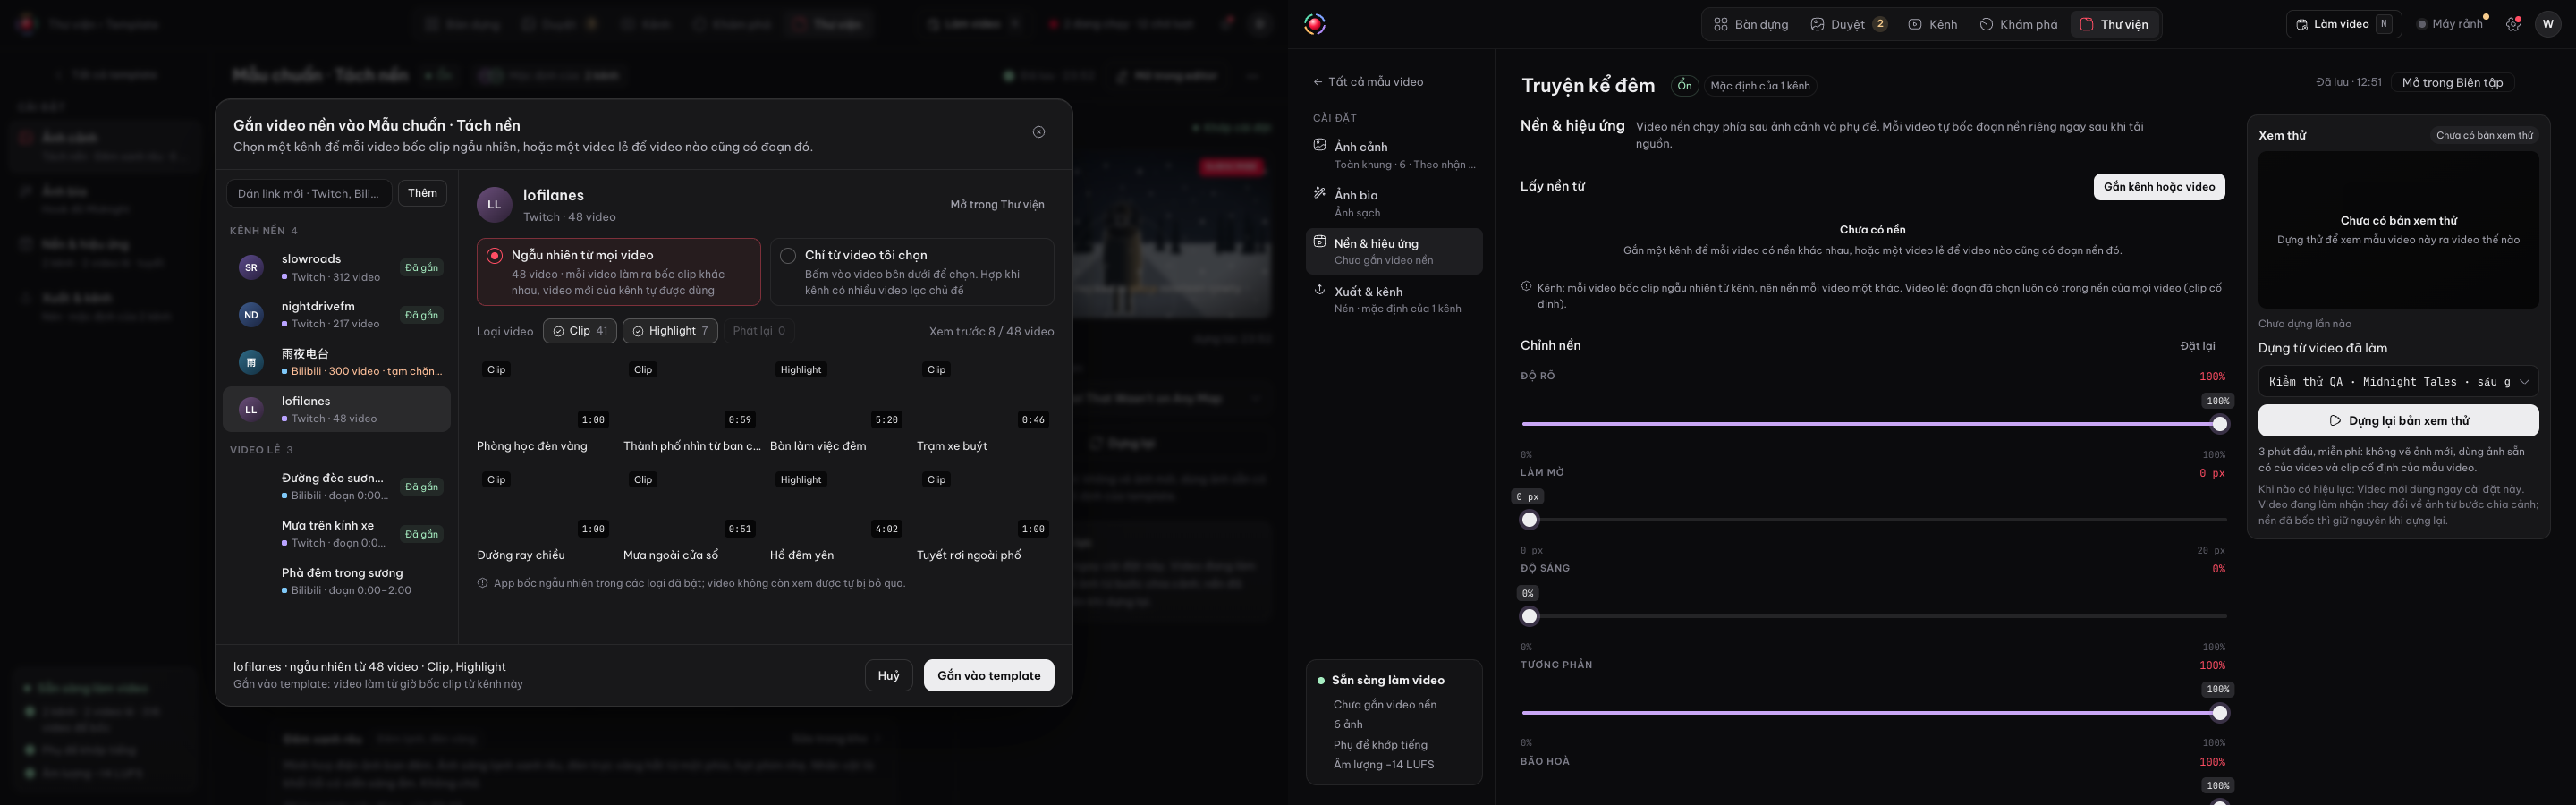 Gắn video nền vào Mẫu chuẩn · Tách nền
Chọn một kênh để mỗi video bốc clip ngẫu nhiên, hoặc một video lẻ để video nào cũng có đoạn đó.
Dán link mới · Twitch, Bili...
Thêm
KÊNH NỀN 4
SR
slowroads
Twitch · 312 video
Đã gắn
ND
nightdrivefm
Twitch · 217 video
Đã gắn
雨
雨夜电台
Bilibili · 300 video · tạm chặn...
LL
lofilanes
Twitch · 48 video
VIDEO LẺ 3
Đường đèo sươn...
Bilibili · đoạn 0:00...
Đã gắn
Mưa trên kính xe
Twitch · đoạn 0:0...
Đã gắn
Phà đêm trong sương
Bilibili · đoạn 0:00–2:00
LL
lofilanes
Twitch · 48 video
Mở trong Thư viện
Ngẫu nhiên từ mọi video
48 video · mỗi video làm ra bốc clip khác
nhau, video mới của kênh tự được dùng
Chỉ từ video tôi chọn
Bấm vào video bên dưới để chọn. Hợp khi
kênh có nhiều video lạc chủ đề
Loại video
Clip 41
Highlight 7
Phát lại 0
Xem trước 8 / 48 video
Clip
1:00
Phòng học đèn vàng
Clip
0:59
Thành phố nhìn từ ban c...
Highlight
5:20
Bàn làm việc đêm
Clip
0:46
Trạm xe buýt
Clip
1:00
Đường ray chiều
Clip
0:51
Mưa ngoài cửa sổ
Highlight
4:02
Hồ đêm yên
Clip
1:00
Tuyết rơi ngoài phố
App bốc ngẫu nhiên trong các loại đã bật; video không còn xem được tự bị bỏ qua.
lofilanes · ngẫu nhiên từ 48 video · Clip, Highlight
Gắn vào template: video làm từ giờ bốc clip từ kênh này
Huỷ
Gắn vào template
Bàn dựng
Duyệt 2
Kênh
Khám phá
Thư viện
Làm video N
Máy rảnh
W
← Tất cả mẫu video
CÀI ĐẶT
Ảnh cảnh
Toàn khung · 6 · Theo nhận ...
Ảnh bìa
Ảnh sạch
Nền & hiệu ứng
Chưa gắn video nền
Xuất & kênh
Nén · mặc định của 1 kênh
Sẵn sàng làm video
Chưa gắn video nền
6 ảnh
Phụ đề khớp tiếng
Âm lượng -14 LUFS
Truyện kể đêm
Ổn
Mặc định của 1 kênh
Đã lưu · 12:51
Mở trong Biên tập
Nền & hiệu ứng
Video nền chạy phía sau ảnh cảnh và phụ đề. Mỗi video tự bốc đoạn nền riêng ngay sau khi tải
nguồn.
Lấy nền từ
Gắn kênh hoặc video
Chưa có nền
Gắn một kênh để mỗi video có nền khác nhau, hoặc một video lẻ để video nào cũng có đoạn đó.
Kênh: mỗi video bốc clip ngẫu nhiên từ kênh, nên nền mỗi video một khác. Video lẻ: đoạn đã chọn luôn có trong nền của mọi video (clip cố
định).
Chỉnh nền
Đặt lại
ĐỘ RÕ
100%
100%
0%
100%
LÀM MỜ
0 px
0 px
0 px
20 px
ĐỘ SÁNG
0%
0%
0%
100%
TƯƠNG PHẢN
100%
100%
0%
100%
BÃO HOÀ
100%
100%
Xem thử
Chưa có bản xem thử
Chưa có bản xem thử
Dựng thử để xem mẫu video này ra video thế nào
Chưa dựng lần nào
Dựng từ video đã làm
Kiểm thử QA · Midnight Tales · sáu g
Dựng lại bản xem thử
3 phút đầu, miễn phí: không vẽ ảnh mới, dùng ảnh sẵn
có của video và clip cố định của mẫu video.
Khi nào có hiệu lực: Video mới dùng ngay cài đặt này.
Video đang làm nhận thay đổi về ảnh từ bước chia cảnh;
nền đã bốc thì giữ nguyên khi dựng lại.